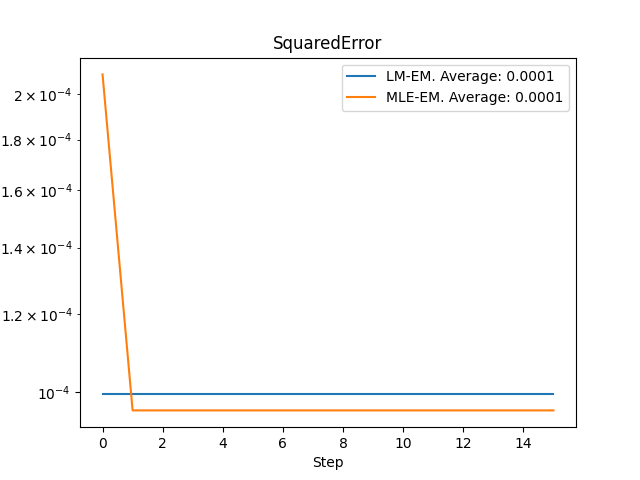 SquaredError
LM-EM. Average: 0.0001
MLE-EM. Average: 0.0001
2 × 10⁻⁴
1.8 × 10⁻⁴
1.6 × 10⁻⁴
1.4 × 10⁻⁴
1.2 × 10⁻⁴
10⁻⁴
0 2 4 6 8 10 12 14
Step